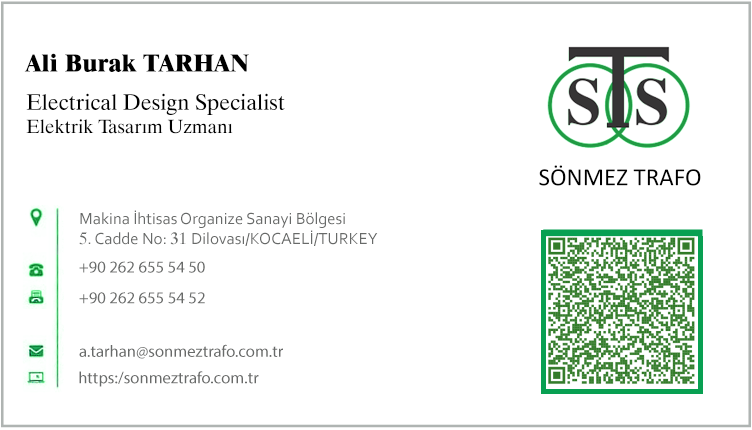 Ali Burak TARHAN
Electrical Design Specialist
Elektrik Tasarım Uzmanı
STS
SÖNMEZ TRAFO
Makina İhtisas Organize Sanayi Bölgesi
5. Cadde No: 31 Dilovası/KOCAELİ/TURKEY
+90 262 655 54 50
+90 262 655 54 52
a.tarhan@sonmeztrafo.com.tr
https:/sonmeztrafo.com.tr